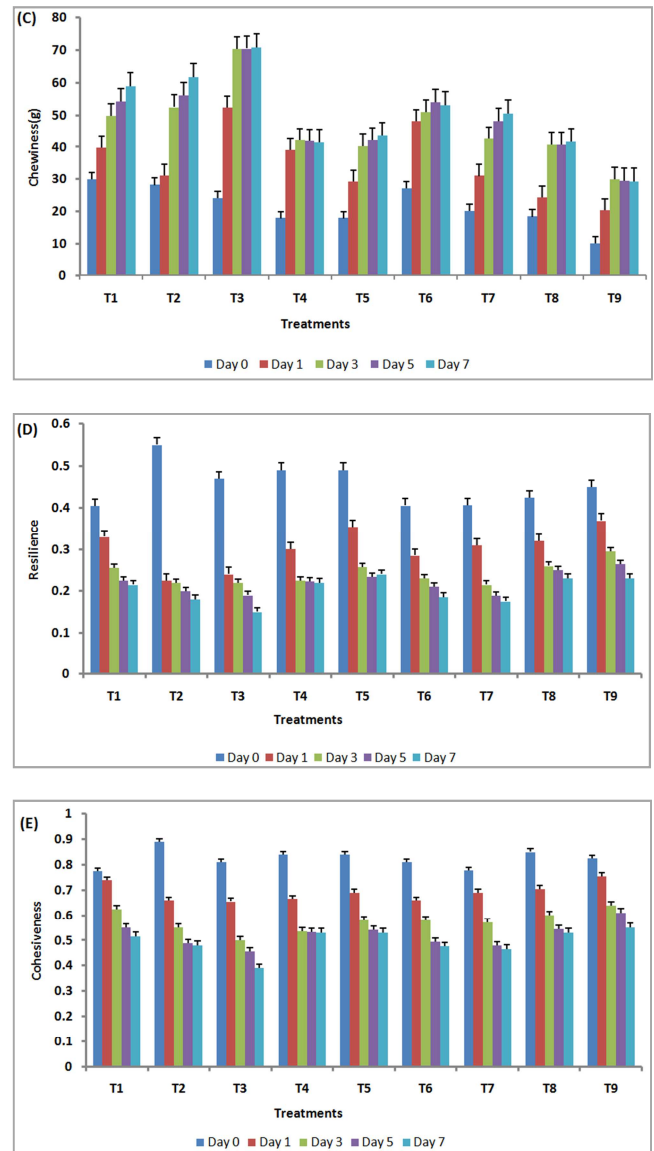 (C)
Chewiness(g)
80
70
60
50
40
30
20
10
0
T1 T2 T3 T4 T5 T6 T7 T8 T9
Treatments
Day 0 Day 1 Day 3 Day 5 Day 7
(D)
Resilience
0.6
0.5
0.4
0.3
0.2
0.1
0
T1 T2 T3 T4 T5 T6 T7 T8 T9
Treatments
Day 0 Day 1 Day 3 Day 5 Day 7
(E)
Cohesiveness
1
0.9
0.8
0.7
0.6
0.5
0.4
0.3
0.2
0.1
0
T1 T2 T3 T4 T5 T6 T7 T8 T9
Treatments
Day 0 Day 1 Day 3 Day 5 Day 7